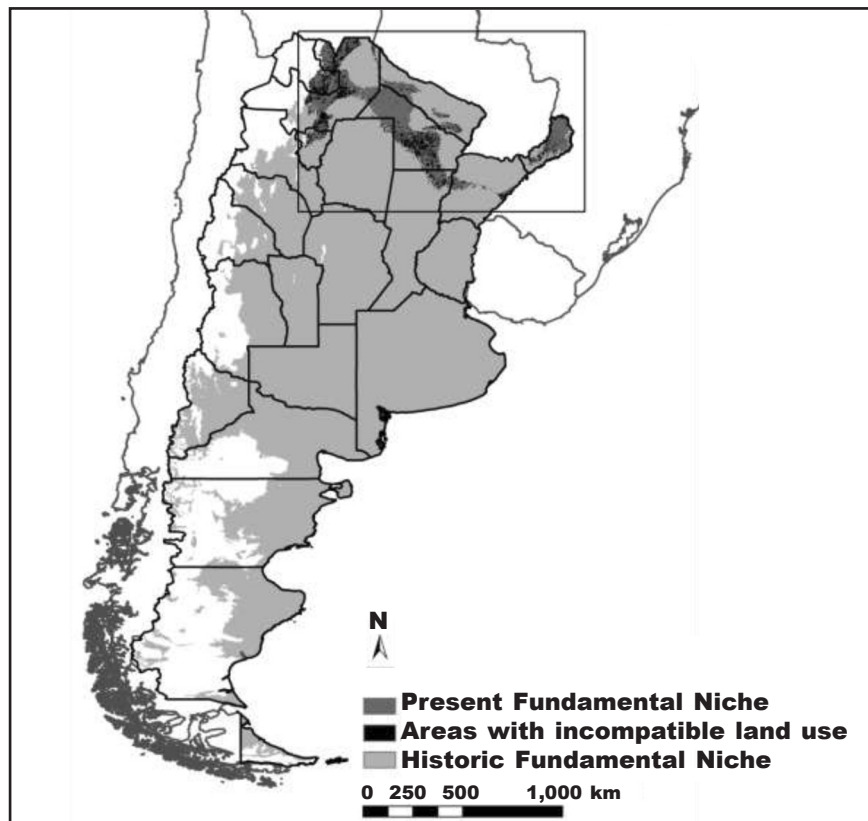 N
Present Fundamental Niche
Areas with incompatible land use
Historic Fundamental Niche
0 250 500 1,000 km